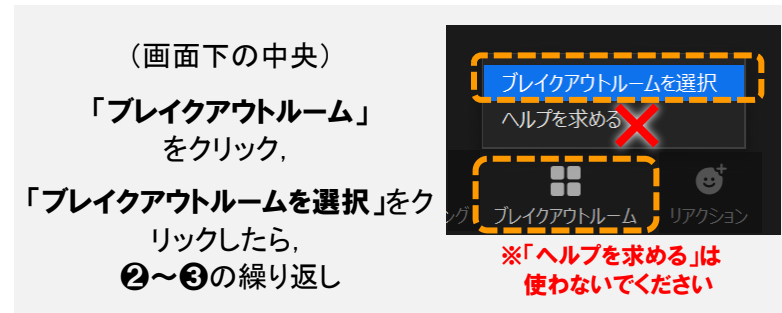 （画面下の中央）
「ブレイクアウトルーム」
をクリック，
「ブレイクアウトルームを選択」をク
リックしたら，
❷～❸の繰り返し
ブレイクアウトルームを選択
ヘルプを求める
ング
ブレイクアウトルーム
リアクション
※「ヘルプを求める」は
使わないでください